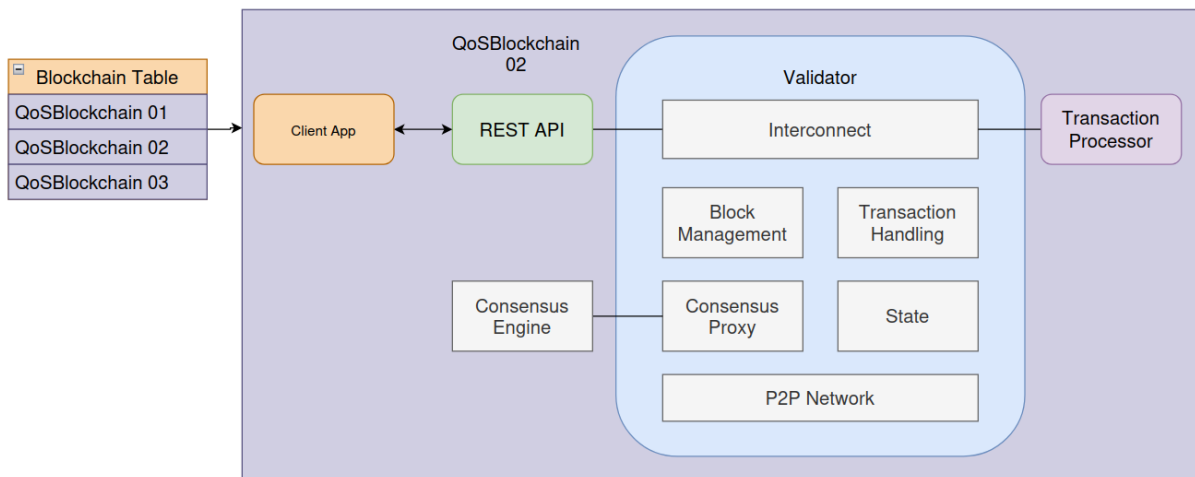 Blockchain Table
QoSBlockchain 01
QoSBlockchain 02
QoSBlockchain 03
Client App
QoSBlockchain
02
REST API
Validator
Interconnect
Block
Management
Transaction
Handling
Consensus
Engine
Consensus
Proxy
State
P2P Network
Transaction
Processor